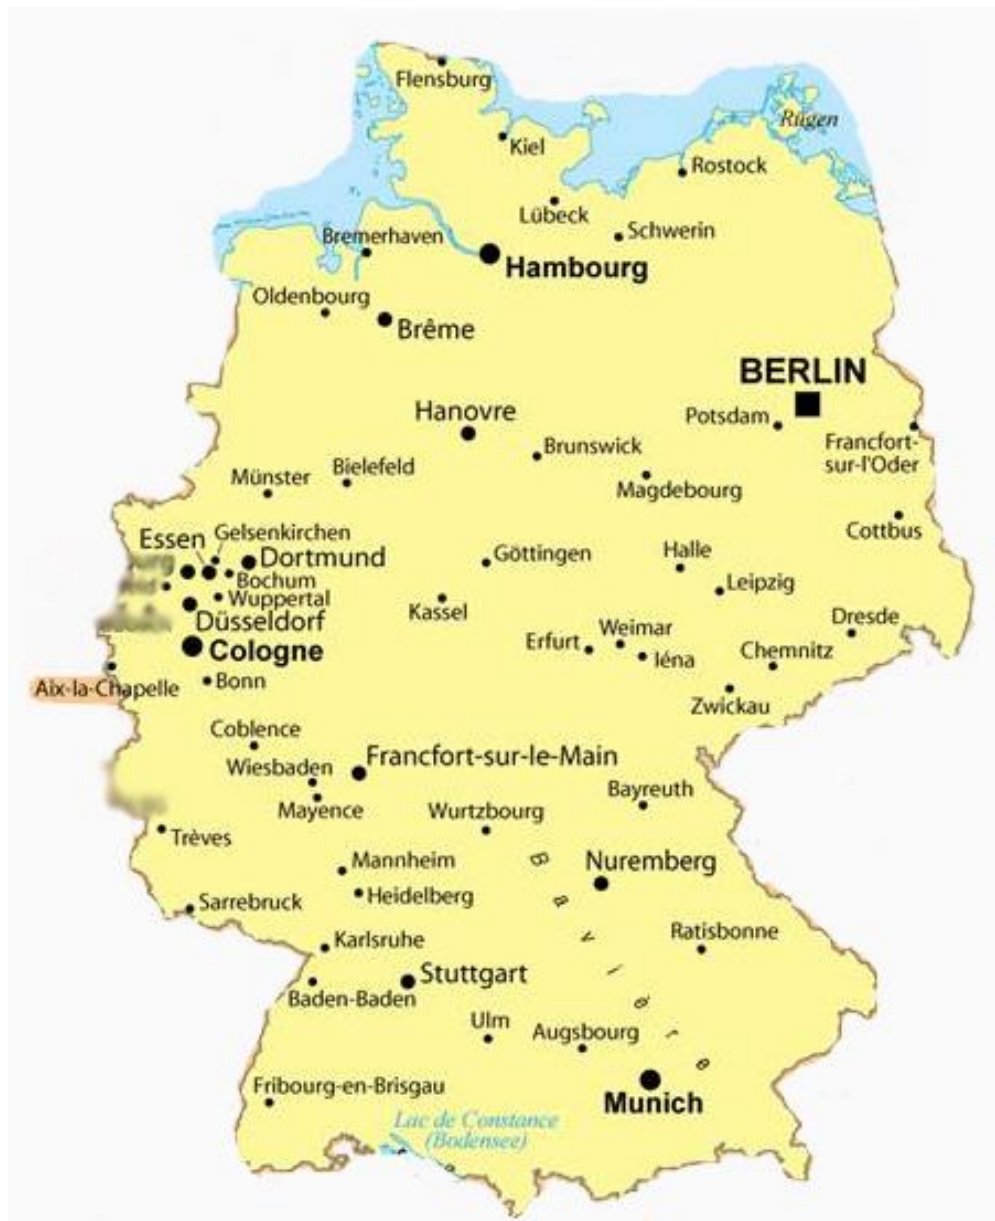 Flensburg
Kiel
Rügen
Rostock
Lübeck
Schwerin
Bremerhaven
Hambourg
Oldenbourg
Brême
BERLIN
Hanovre
Potsdam
Brunswick
Francfort-
sur-l'Oder
Münster
Bielefeld
Magdebourg
Cottbus
Essen
Gelsenkirchen
Dortmund
Göttingen
Halle
Bochum
Wuppertal
Leipzig
Kassel
Düsseldorf
Dresde
Erfurt
Weimar
Iéna
Chemnitz
Cologne
Aix-la-Chapelle
Bonn
Zwickau
Coblence
Francfort-sur-le-Main
Wiesbaden
Bayreuth
Mayence
Wurtzbourg
Trèves
Mannheim
Nuremberg
Heidelberg
Sarrebruck
Bavière
Karlsruhe
Ratisbonne
Stuttgart
Baden-Baden
Ulm
Augsbourg
Fribourg-en-Brisgau
Munich
Lac de Constance
(Bodensee)